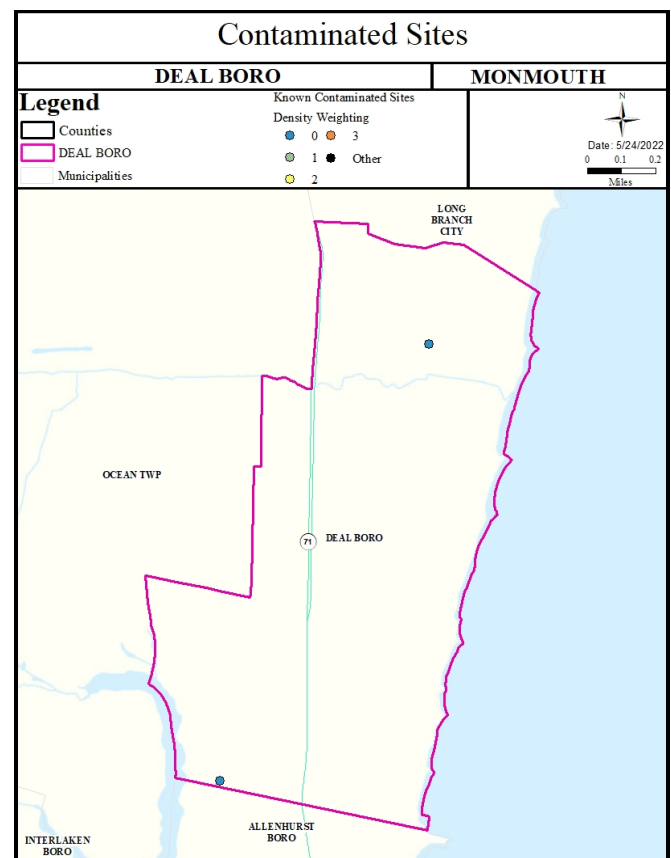 Contaminated Sites
DEAL BORO
MONMOUTH
Legend
Counties
DEAL BORO
Municipalities
Known Contaminated Sites
Density Weighting
0
3
1
Other
2
N
Date: 5/24/2022
0 0.1 0.2
Miles
LONG
BRANCH
CITY
OCEAN TWP
71
DEAL BORO
ALLENHURST
BORO
INTERLAKEN
BORO